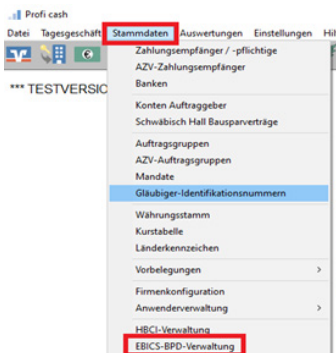 Profi cash
Datei Tagesgeschäft Stammdaten Auswertungen Einstellungen Hil
*** TESTVERSIO
Zahlungsempfänger / -pflichtige
AZV-Zahlungsempfänger
Banken
Konten Auftraggeber
Schwäbisch Hall Bausparverträge
Auftragsgruppen
AZV-Auftragsgruppen
Mandate
Gläubiger-Identifikationsnummern
Währungsstamm
Kurstabelle
Länderkennzeichen
Vorbelegungen
Firmenkonfiguration
Anwenderverwaltung
HBCI-Verwaltung
EBICS-BPD-Verwaltung